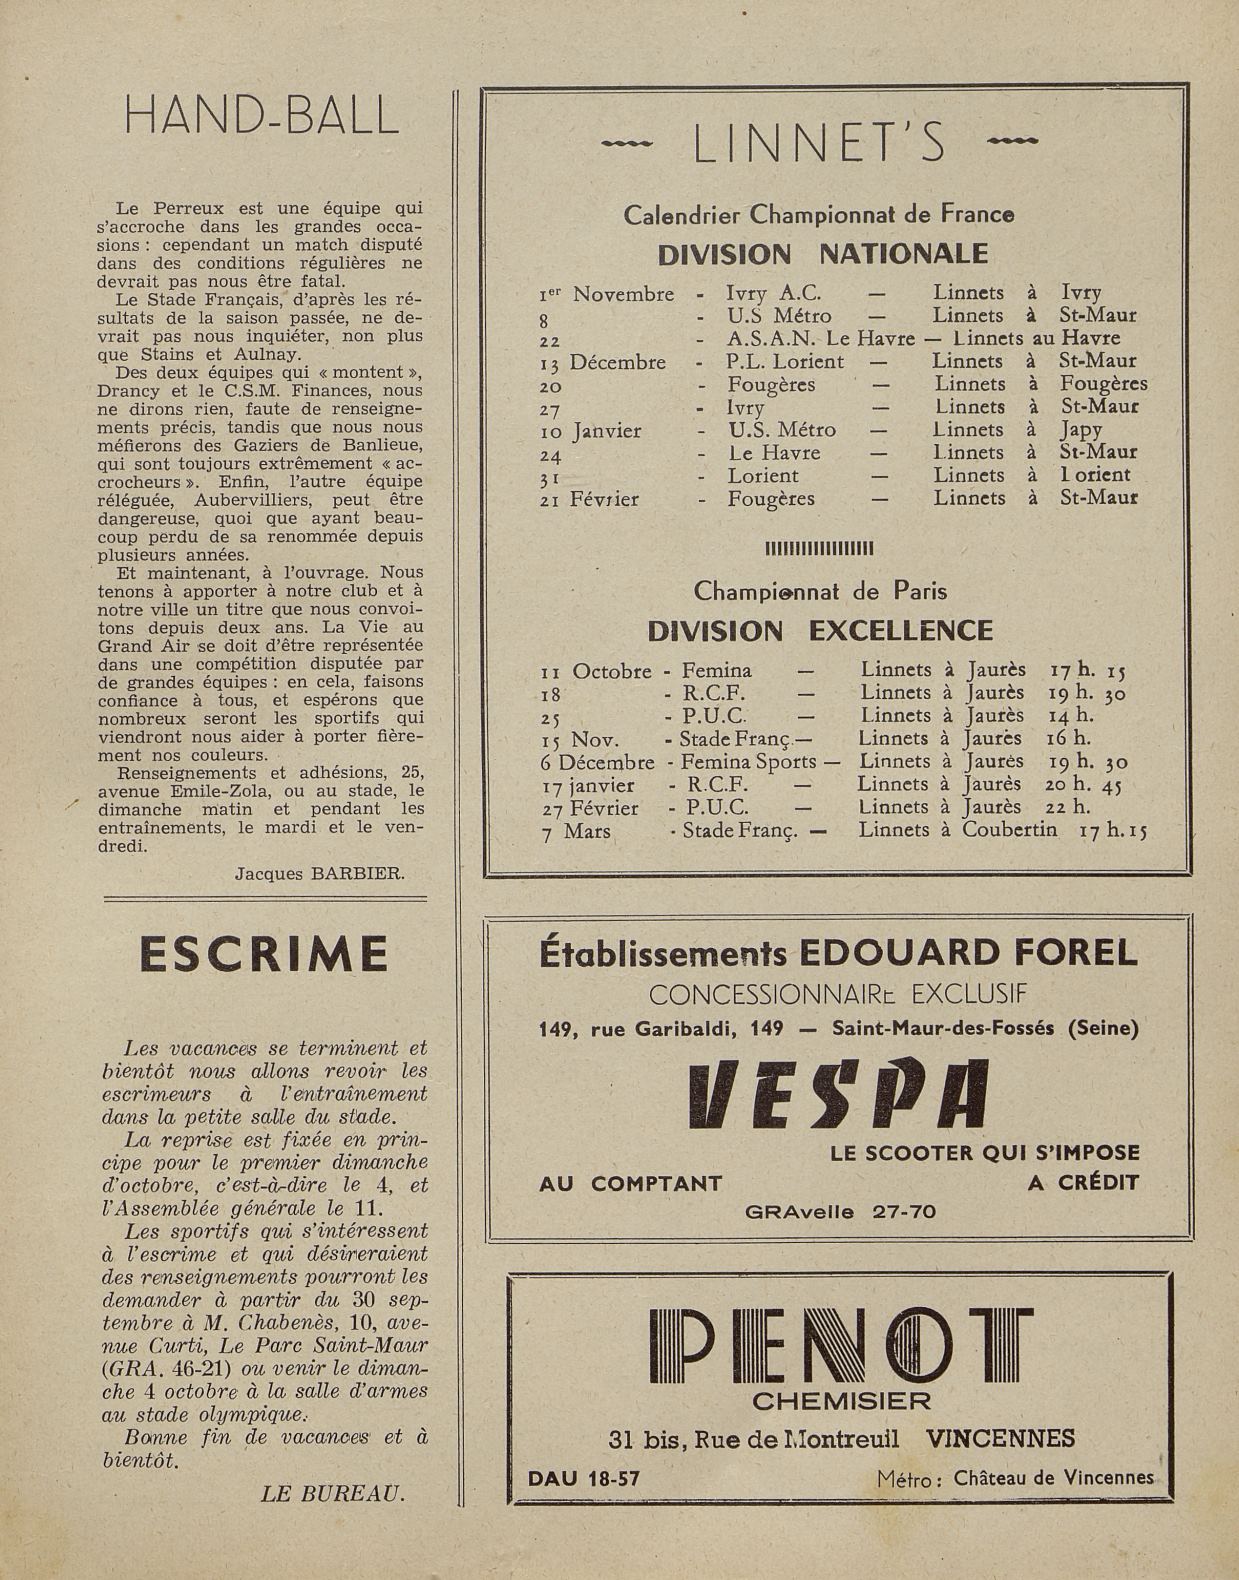 HAND-BALL
Le Perreux est une équipe qui
s'accroche dans les grandes occa-
sions : cependant un match disputé
dans des conditions régulières ne
devrait pas nous être fatal.
Le Stade Français, d'après les ré-
sultats de la saison passée, ne de-
vrait pas nous inquiéter, non plus
que Stains et Aulnay.
Des deux équipes qui « montent »,
Drancy et le C.S.M. Finances, nous
ne dirons rien, faute de renseigne-
ments précis, tandis que nous nous
méfierons des Gaziers de Banlieue,
qui sont toujours extrêmement « ac-
crocheurs ». Enfin, l'autre équipe
réléguée, Aubervilliers, peut être
dangereuse, quoi que ayant beau-
coup perdu de sa renommée depuis
plusieurs années.
Et maintenant, à l'ouvrage. Nous
tenons à apporter à notre club et à
notre ville un titre que nous convoi-
tons depuis deux ans. La Vie au
Grand Air se doit d'être représentée
dans une compétition disputée par
de grandes équipes : en cela, faisons
confiance à tous, et espérons que
nombreux seront les sportifs qui
viendront nous aider à porter fière-
ment nos couleurs.
Renseignements et adhésions, 25,
avenue Emile-Zola, ou au stade, le
dimanche matin et pendant les
entraînements, le mardi et le ven-
dredi.
Jacques BARBIER.
ESCRIME
Les vacances se terminent et
bientôt nous allons revoir les
escrimeurs à l'entraînement
dans la petite salle du stade.
La reprise est fixée en prin-
cipe pour le premier dimanche
d'octobre, c'est-à-dire le 4, et
l'Assemblée générale le 11.
Les sportifs qui s'intéressent
à l'escrime et qui désireraient
des renseignements pourront les
demander à partir du 30 sep-
tembre à M. Chabenès, 10, ave-
nue Curti, Le Parc Saint-Maur
(GRA. 46-21) ou venir le diman-
che 4 octobre à la salle d'armes
au stade olympique.
Bonne fin de vacances et à
bientôt.
LE BUREAU.
LINNET'S
Calendrier Championnat de France
DIVISION NATIONALE
1er Novembre - Ivry A.C. — Linnets à Ivry
8 - U.S Métro — Linnets à St-Maur
22 - A.S.A.N. Le Havre — Linnets au Havre
13 Décembre - P.L. Lorient — Linnets à St-Maur
20 - Fougères — Linnets à Fougères
27 - Ivry — Linnets à St-Maur
10 Janvier - U.S. Métro — Linnets à Japy
24 - Le Havre — Linnets à St-Maur
31 - Lorient — Linnets à Lorient
21 Février - Fougères — Linnets à St-Maur
Championnat de Paris
DIVISION EXCELLENCE
11 Octobre - Femina — Linnets à Jaurès 17 h. 15
18 - R.C.F. — Linnets à Jaurès 19 h. 30
25 - P.U.C. — Linnets à Jaurès 14 h.
15 Nov. - Stade Franç.— Linnets à Jaurès 16 h.
6 Décembre - Femina Sports — Linnets à Jaurès 19 h. 30
17 janvier - R.C.F. — Linnets à Jaurès 20 h. 45
27 Février - P.U.C. — Linnets à Jaurès 22 h.
7 Mars - Stade Franç. — Linnets à Coubertin 17 h. 15
Établissements EDOUARD FOREL
CONCESSIONNAIRE EXCLUSIF
149, rue Garibaldi, 149 — Saint-Maur-des-Fossés (Seine)
VESPA
LE SCOOTER QUI S'IMPOSE
AU COMPTANT A CRÉDIT
GRAvelle 27-70
PENOT
CHEMISIER
31 bis, Rue de Montreuil VINCENNES
DAU 18-57 Métro : Château de Vincennes